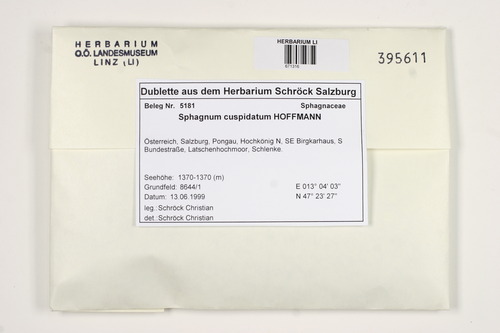 HERBARIUM
O.Ö. LANDESMUSEUM
LINZ (LI)
HERBARIUM LI
395611
Dublette aus dem Herbarium Schröck Salzburg
Beleg Nr. 5181 Sphagnaceae
Sphagnum cuspidatum HOFFMANN
Österreich, Salzburg, Pongau, Hochkönig N, SE Birgkarhaus, S
Bundestraße, Latschenhochmoor, Schlenke.
Seehöhe: 1370-1370 (m)
Grundfeld: 8644/1 E 013° 04' 03"
Datum: 13.06.1999 N 47° 23' 27"
leg.:Schröck Christian
det.:Schröck Christian